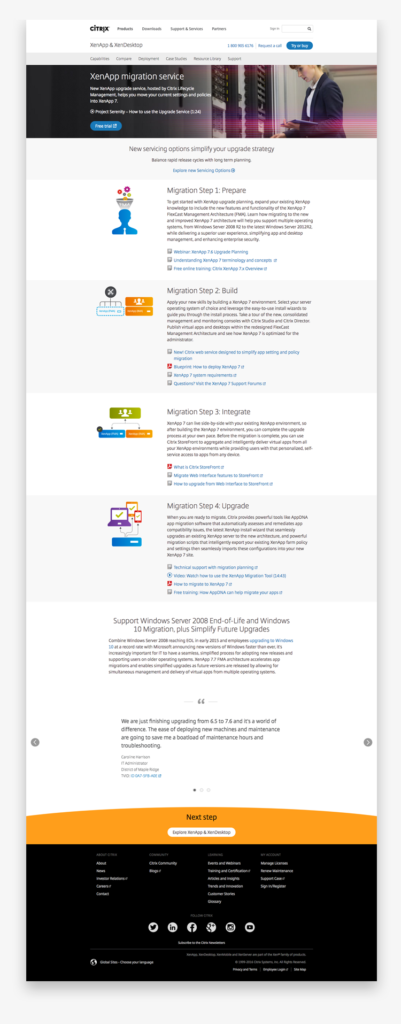 CITRIX Products Downloads Support & Services Partners Sign In
XenApp & XenDesktop Request a call Try or buy
Capabilities Compare Deployment Case Studies Resource Library Support
XenApp migration service
New XenApp upgrade service, hosted by Citrix Lifecycle
Management, helps you move your current settings and policies
into XenApp 7.
Project Serenity – How to use the Upgrade Service (1:24)
Free trial
New servicing options simplify your upgrade strategy
Balance rapid release cycles with long term planning.
Explore new Servicing Options
Migration Step 1: Prepare
To get started with XenApp upgrade planning, expand your existing XenApp
knowledge to include the new features and functionality of the XenApp 7
FlexCast Management Architecture (FMA). Learn how migrating to the new
and improved XenApp 7 architecture will help you support multiple operating
systems, from Windows Server 2008 R2 to the latest Windows Server 2012R2,
while delivering a superior user experience, simplifying app and desktop
management, and enhancing enterprise security.
Webinar: XenApp 7.6 Upgrade Planning
Understanding XenApp 7 terminology and concepts
Free online training: Citrix XenApp 7.x Overview
Migration Step 2: Build
Apply your new skills by building a XenApp 7 environment. Select your server
operating system of choice and leverage the easy-to-use install wizards to
guide you through the install process. Take a tour of the new, consolidated
management and monitoring consoles with Citrix Studio and Citrix Director.
Publish virtual apps and desktops within the redesigned FlexCast
Management Architecture and see how XenApp 7 is optimized for the
administrator.
New! Citrix web service designed to simplify app setting and policy
migration
Blueprint: How to deploy XenApp 7
XenApp 7 system requirements
Questions? Visit the XenApp 7 Support Forums
Migration Step 3: Integrate
XenApp 7 can live side-by-side with your existing XenApp environment, so
after building the XenApp 7 environment, you can complete the upgrade
process at your own pace. Before the migration is complete, you can use
Citrix StoreFront to aggregate and intelligently deliver virtual apps from all
your XenApp environments while providing users with that personalized, self-
service access to apps from any device.
What is Citrix StoreFront
Migrate Web Interface features to StoreFront
How to upgrade from Web Interface to StoreFront
Migration Step 4: Upgrade
When you are ready to migrate, Citrix provides powerful tools like AppDNA
app migration software that automatically assesses and remediates app
compatibility issues, the latest XenApp install wizard that seamlessly
upgrades an existing XenApp server to the new architecture, and powerful
migration scripts that intelligently export your existing XenApp farm policy
and settings then seamlessly imports these configurations into your new
XenApp 7 site.
Technical support with migration planning
Video: Watch how to use the XenApp Migration Tool
How to migrate to XenApp 7
Free training: How AppDNA can help migrate your apps
Support Windows Server 2008 End-of-Life and Windows
10 Migration, plus Simplify Future Upgrades
Combine Windows Server 2008 reaching EOL in early 2015 and employees upgrading to Windows
10 at a record rate with Microsoft announcing new versions of Windows faster than ever, it's
increasingly important for IT to have a seamless, simplified process for adopting new releases and
supporting users on older operating systems. XenApp 7.7 FMA architecture accelerates app
migrations and enables simplified upgrades as future versions are released by allowing for
simultaneous management and delivery of virtual apps from multiple operating systems.
“
We are just finishing upgrading from 6.5 to 7.6 and it's a world of
difference. The ease of deploying new machines and maintenance
are going to save me a boatload of maintenance hours and
troubleshooting.
Harrison
IT Administrator
District of Maple Ridge
Next step
Explore XenApp & XenDesktop
ABOUT CITRIX COMMUNITY LEARNING MY ACCOUNT
About Citrix Community Events and Webinars Manage Licenses
News Blogs Training and Certification Renew Maintenance
Investor Relations Articles and Insights Support Case
Careers Trends and Innovation Sign In/Register
Contact Customer Stories
Glossary
FOLLOW CITRIX
Subscribe to the Citrix Newsletters
Global Sites - Choose your language
Citrix Systems, Inc. All Rights Reserved.
Privacy and Terms | Employees Login | Site Map